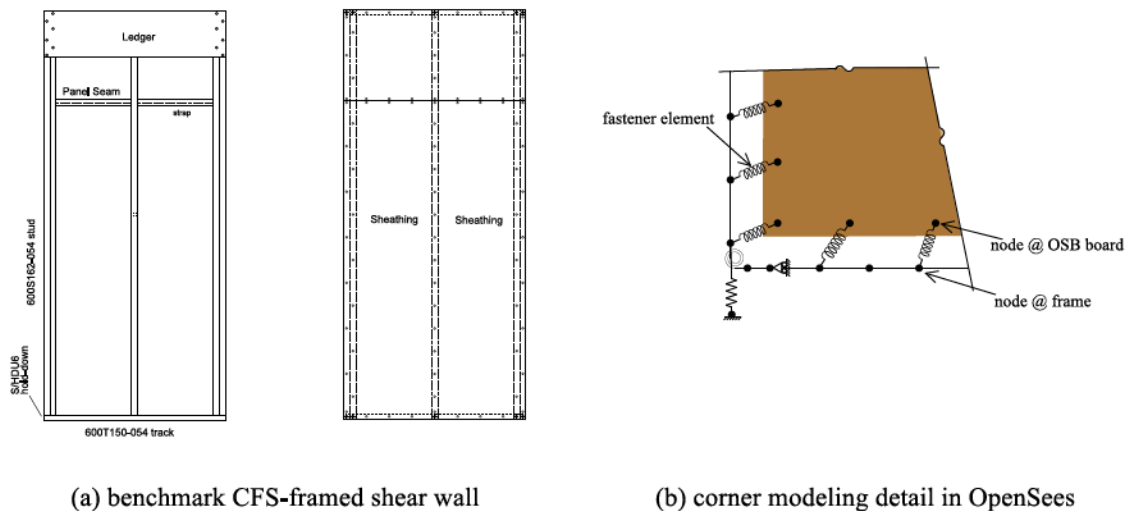 Ledger
Panel Seam
strap
600S162-054 stud
S/HDU6
hold-down
600T150-054 track
Sheathing
Sheathing
(a) benchmark CFS-framed shear wall
fastener element
node @ OSB board
node @ frame
(b) corner modeling detail in OpenSees